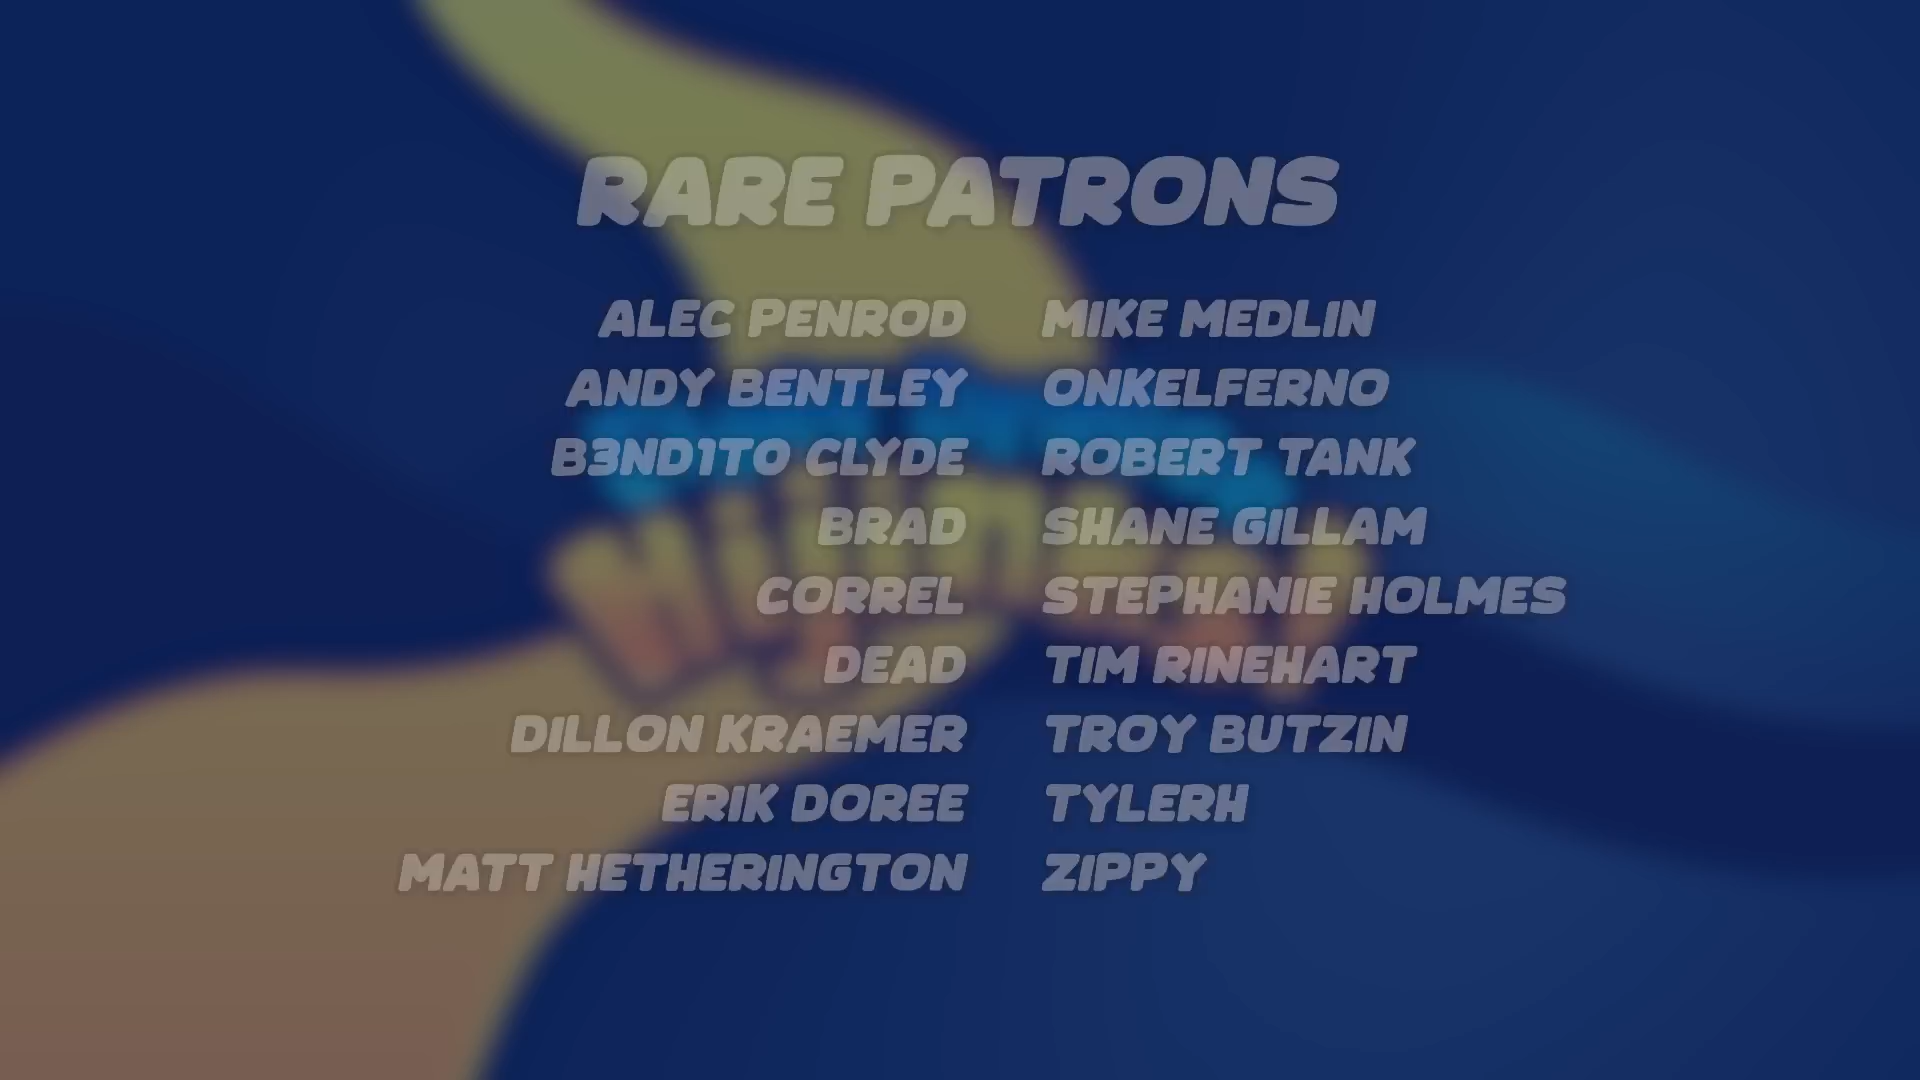 RARE PATRONS
ALEC PENROD
ANDY BENTLEY
B3ND1T0 CLYDE
BRAD
CORREL
DEAD
DILLON KRAEMER
ERIK DOREE
MATT HETHERINGTON
MIKE MEDLIN
ONKELFERNO
ROBERT TANK
SHANE GILLAM
STEPHANIE HOLMES
TIM RINEHART
TROY BUTZIN
TYLERH
ZIPPY